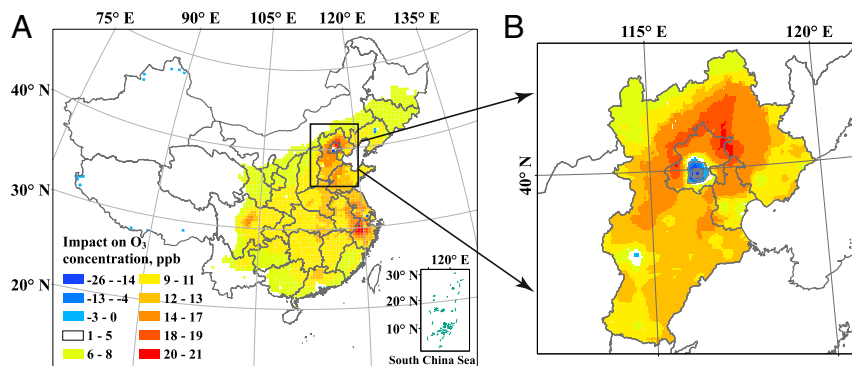 A
75° E
90° E
105° E
120° E
135° E
40° N
30° N
20° N
Impact on O3
concentration, ppb
-26 - -14
-13 - -4
-3 - 0
1 - 5
6 - 8
9 - 11
12 - 13
14 - 17
18 - 19
20 - 21
120° E
30° N
20° N
10° N
South China Sea
B
115° E
120° E
40° N